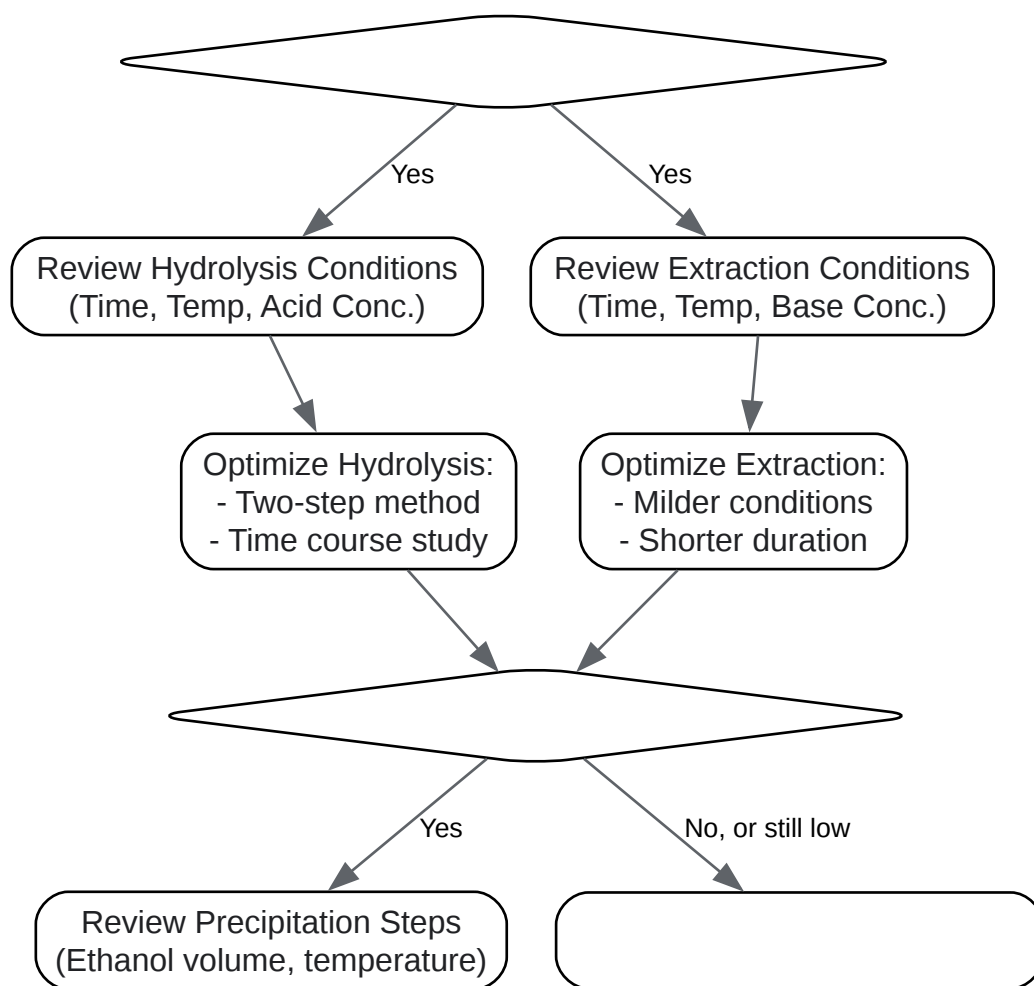 Yes
Yes
Review Hydrolysis Conditions
(Time, Temp, Acid Conc.)
Review Extraction Conditions
(Time, Temp, Base Conc.)
Optimize Hydrolysis:
- Two-step method
- Time course study
Optimize Extraction:
- Milder conditions
- Shorter duration
Yes
No, or still low
Review Precipitation Steps
(Ethanol volume, temperature)